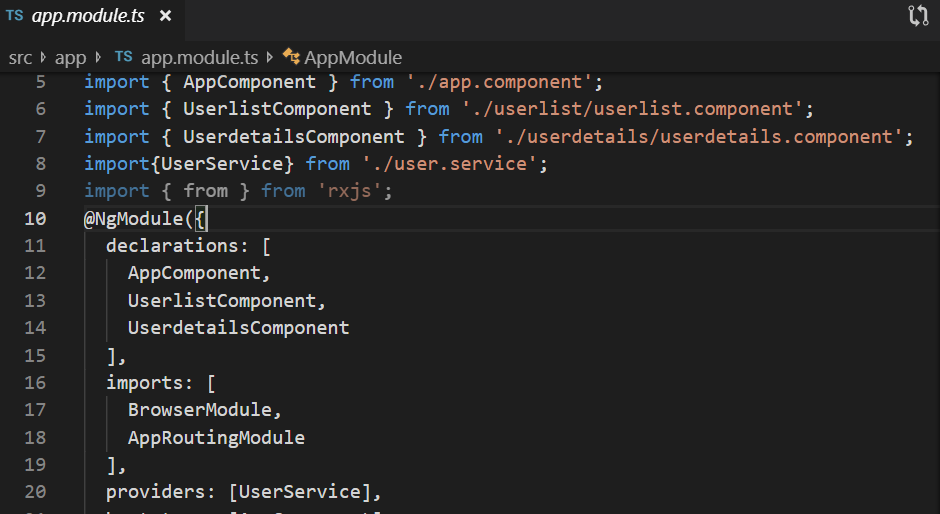 TS app.module.ts ×
src › app › TS app.module.ts › AppModule
5 import { AppComponent } from './app.component';
6 import { UserlistComponent } from './userlist/userlist.component';
7 import { UserdetailsComponent } from './userdetails/userdetails.component';
8 import{UserService} from './user.service';
9 import { from } from 'rxjs';
10 @NgModule({
11 declarations: [
12 AppComponent,
13 UserlistComponent,
14 UserdetailsComponent
15 ],
16 imports: [
17 BrowserModule,
18 AppRoutingModule
19 ],
20 providers: [UserService],